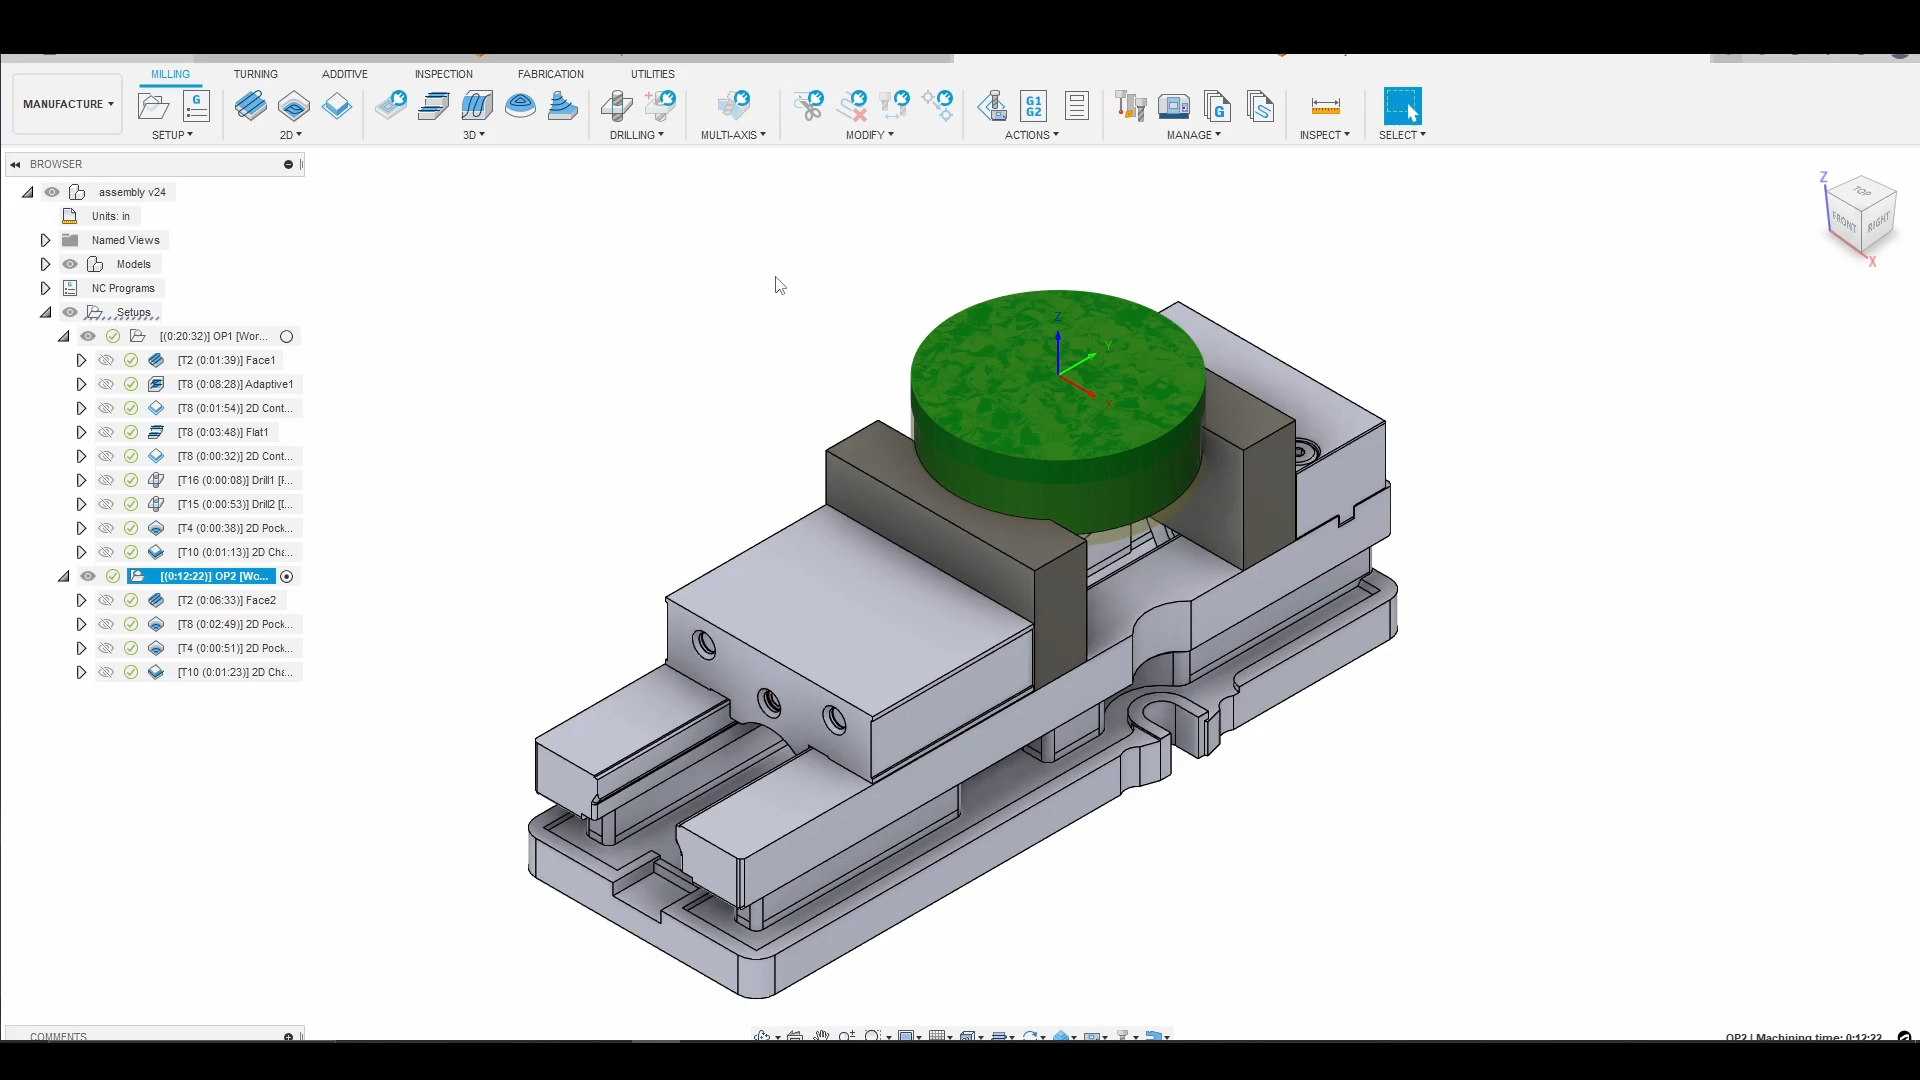 MILLING TURNING ADDITIVE INSPECTION FABRICATION UTILITIES
MANUFACTURE
G
G1
G2
G
SETUP 2D 3D DRILLING MULTI-AXIS MODIFY ACTIONS MANAGE INSPECT SELECT
BROWSER
assembly v24
Units: in
Named Views
Models
NC Programs
Setups
[(0:20:32)] OP1 [Wor...
[T2 (0:01:39)] Face1
[T8 (0:08:28)] Adaptive1
[T8 (0:01:54)] 2D Cont...
[T8 (0:03:48)] Flat1
[T8 (0:00:32)] 2D Cont...
[T16 (0:00:08)] Drill1 [...
[T15 (0:00:53)] Drill2 [...
[T4 (0:00:38)] 2D Pock...
[T10 (0:01:13)] 2D Cha...
[(0:12:22)] OP2 [Wo...
[T2 (0:06:33)] Face2
[T8 (0:02:49)] 2D Pock...
[T4 (0:00:51)] 2D Pock...
[T10 (0:01:23)] 2D Cha...
Z
TOP
FRONT
RIGHT
X
Z
Y
X
COMMENTS
OP2 | Machining time: 0:12:22